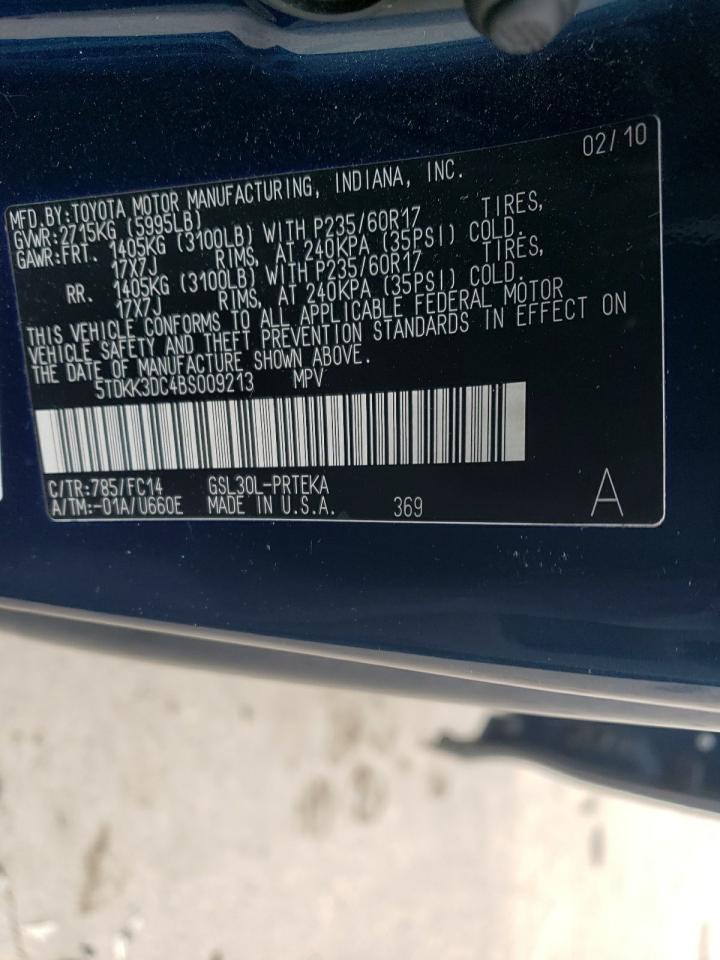 02/10
MFD.BY:TOYOTA MOTOR MANUFACTURING, INDIANA, INC.
GVWR:2715KG (5995LB)
GAWR:FRT. 1405KG (3100LB) WITH P235/60R17 TIRES,
17X7J RIMS, AT 240KPA (35PSI) COLD.
RR. 1405KG (3100LB) WITH P235/60R17 TIRES,
17X7J RIMS, AT 240KPA (35PSI) COLD.
THIS VEHICLE CONFORMS TO ALL APPLICABLE FEDERAL MOTOR
VEHICLE SAFETY AND THEFT PREVENTION STANDARDS IN EFFECT ON
THE DATE OF MANUFACTURE SHOWN ABOVE.
5TDKK3DC4BS009213 MPV
C/TR:785/FC14 GSL30L-PRTEKA
A/TM:-01A/U660E MADE IN U.S.A. 369 A